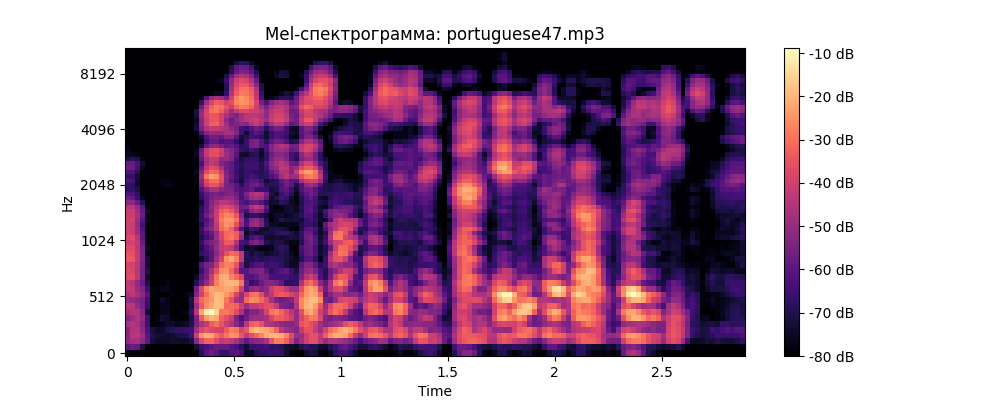 Mel-спектрограмма: portuguese47.mp3
8192
4096
2048
1024
512
0
Hz
0
0.5
1
1.5
2
2.5
Time
-10 dB
-20 dB
-30 dB
-40 dB
-50 dB
-60 dB
-70 dB
-80 dB